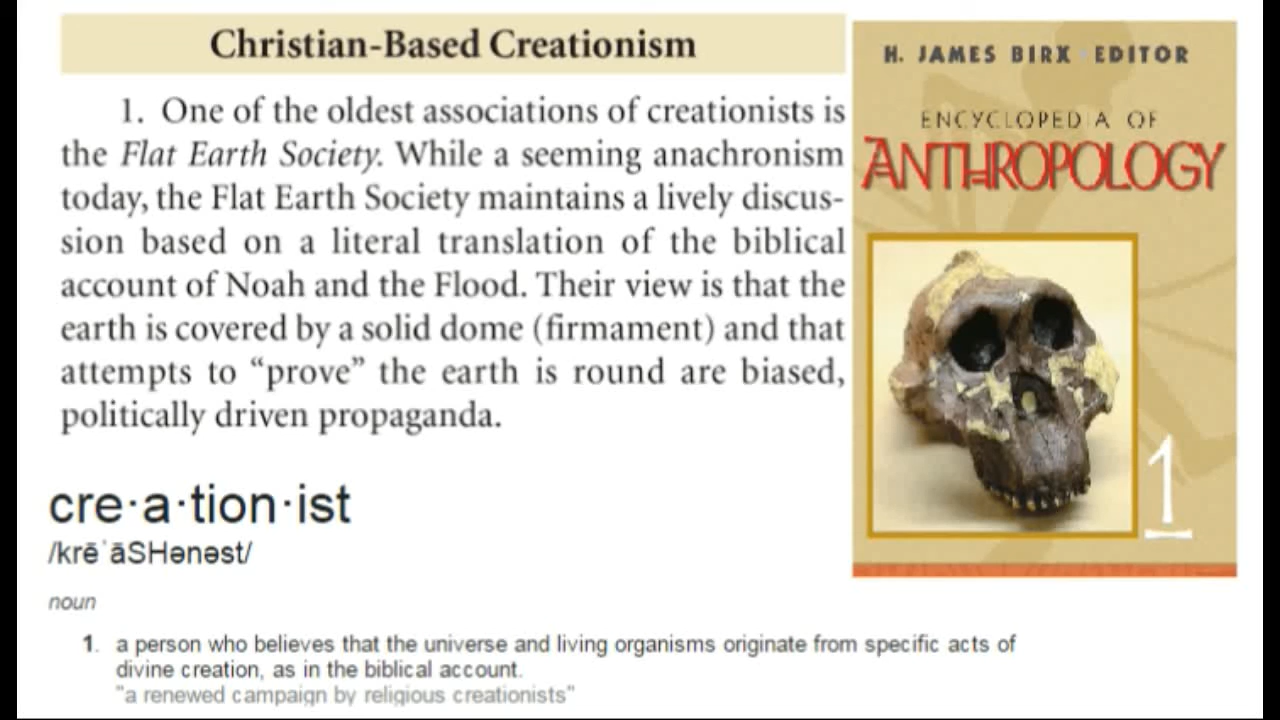 Christian-Based Creationism
1. One of the oldest associations of creationists is
the Flat Earth Society. While a seeming anachronism
today, the Flat Earth Society maintains a lively discus-
sion based on a literal translation of the biblical
account of Noah and the Flood. Their view is that the
earth is covered by a solid dome (firmament) and that
attempts to “prove” the earth is round are biased,
politically driven propaganda.
H. JAMES BIRX EDITOR
ENCYCLOPEDIA OF
ANTHROPOLOGY
1
cre·a·tion·ist
/krēˈāSHənəst/
noun
1. a person who believes that the universe and living organisms originate from specific acts of
divine creation, as in the biblical account.
"a renewed campaign by religious creationists"